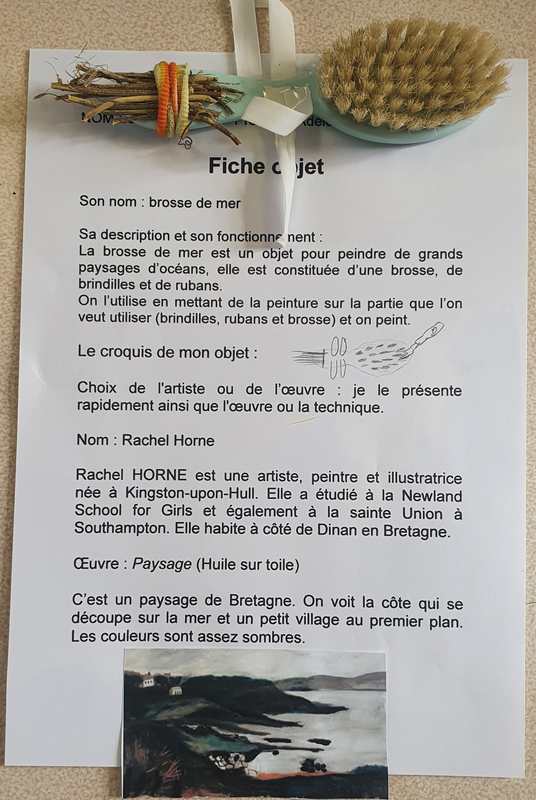 Fiche objet
Son nom : brosse de mer
Sa description et son fonctionnement :
La brosse de mer est un objet pour peindre de grands
paysages d'océans, elle est constituée d'une brosse, de
brindilles et de rubans.
On l'utilise en mettant de la peinture sur la partie que l'on
veut utiliser (brindilles, rubans et brosse) et on peint.
Le croquis de mon objet :
Choix de l'artiste ou de l'œuvre : je le présente
rapidement ainsi que l'œuvre ou la technique.
Nom : Rachel Horne
Rachel HORNE est une artiste, peintre et illustratrice
née à Kingston-upon-Hull. Elle a étudié à la Newland
School for Girls et également à la sainte Union à
Southampton. Elle habite à côté de Dinan en Bretagne.
Œuvre : Paysage (Huile sur toile)
C'est un paysage de Bretagne. On voit la côte qui se
découpe sur la mer et un petit village au premier plan.
Les couleurs sont assez sombres.